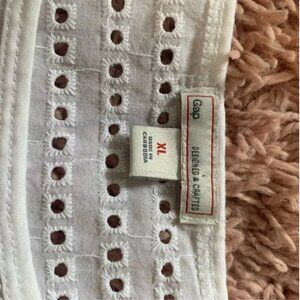 Gap
DESIGNED & CRAFTED
XL
MADE IN
CAMBODIA